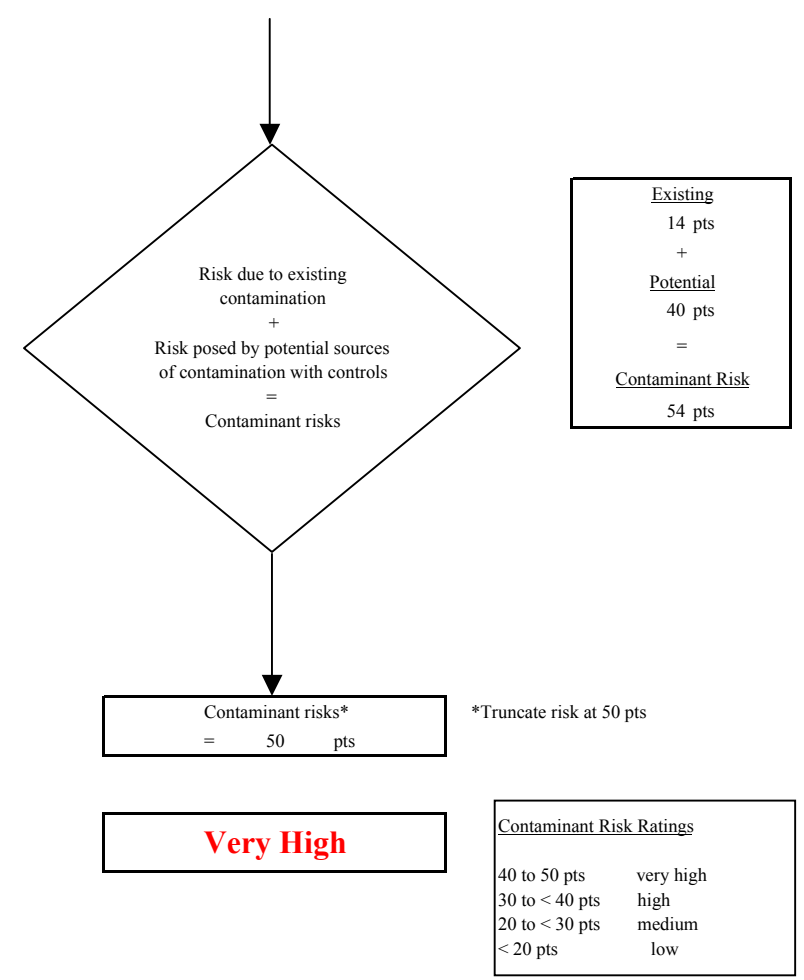 Risk due to existing
contamination
+
Risk posed by potential sources
of contamination with controls
=
Contaminant risks
Existing
14 pts
+
Potential
40 pts
=
Contaminant Risk
54 pts
Contaminant risks*
= 50 pts
*Truncate risk at 50 pts
Very High
Contaminant Risk Ratings
40 to 50 pts very high
30 to < 40 pts high
20 to < 30 pts medium
< 20 pts low